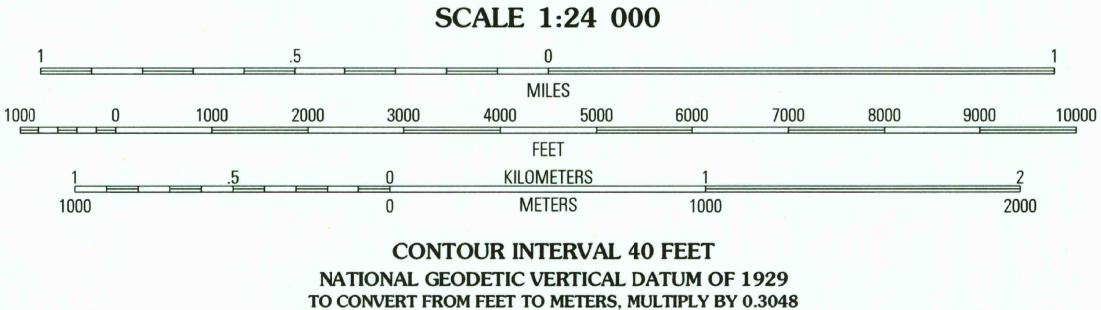 SCALE 1:24 000
1 .5 0 1
MILES
1000 0 1000 2000 3000 4000 5000 6000 7000 8000 9000 10000
FEET
1 .5 0 KILOMETERS 1 2
1000 0 METERS 1000 2000
CONTOUR INTERVAL 40 FEET
NATIONAL GEODETIC VERTICAL DATUM OF 1929
TO CONVERT FROM FEET TO METERS, MULTIPLY BY 0.3048